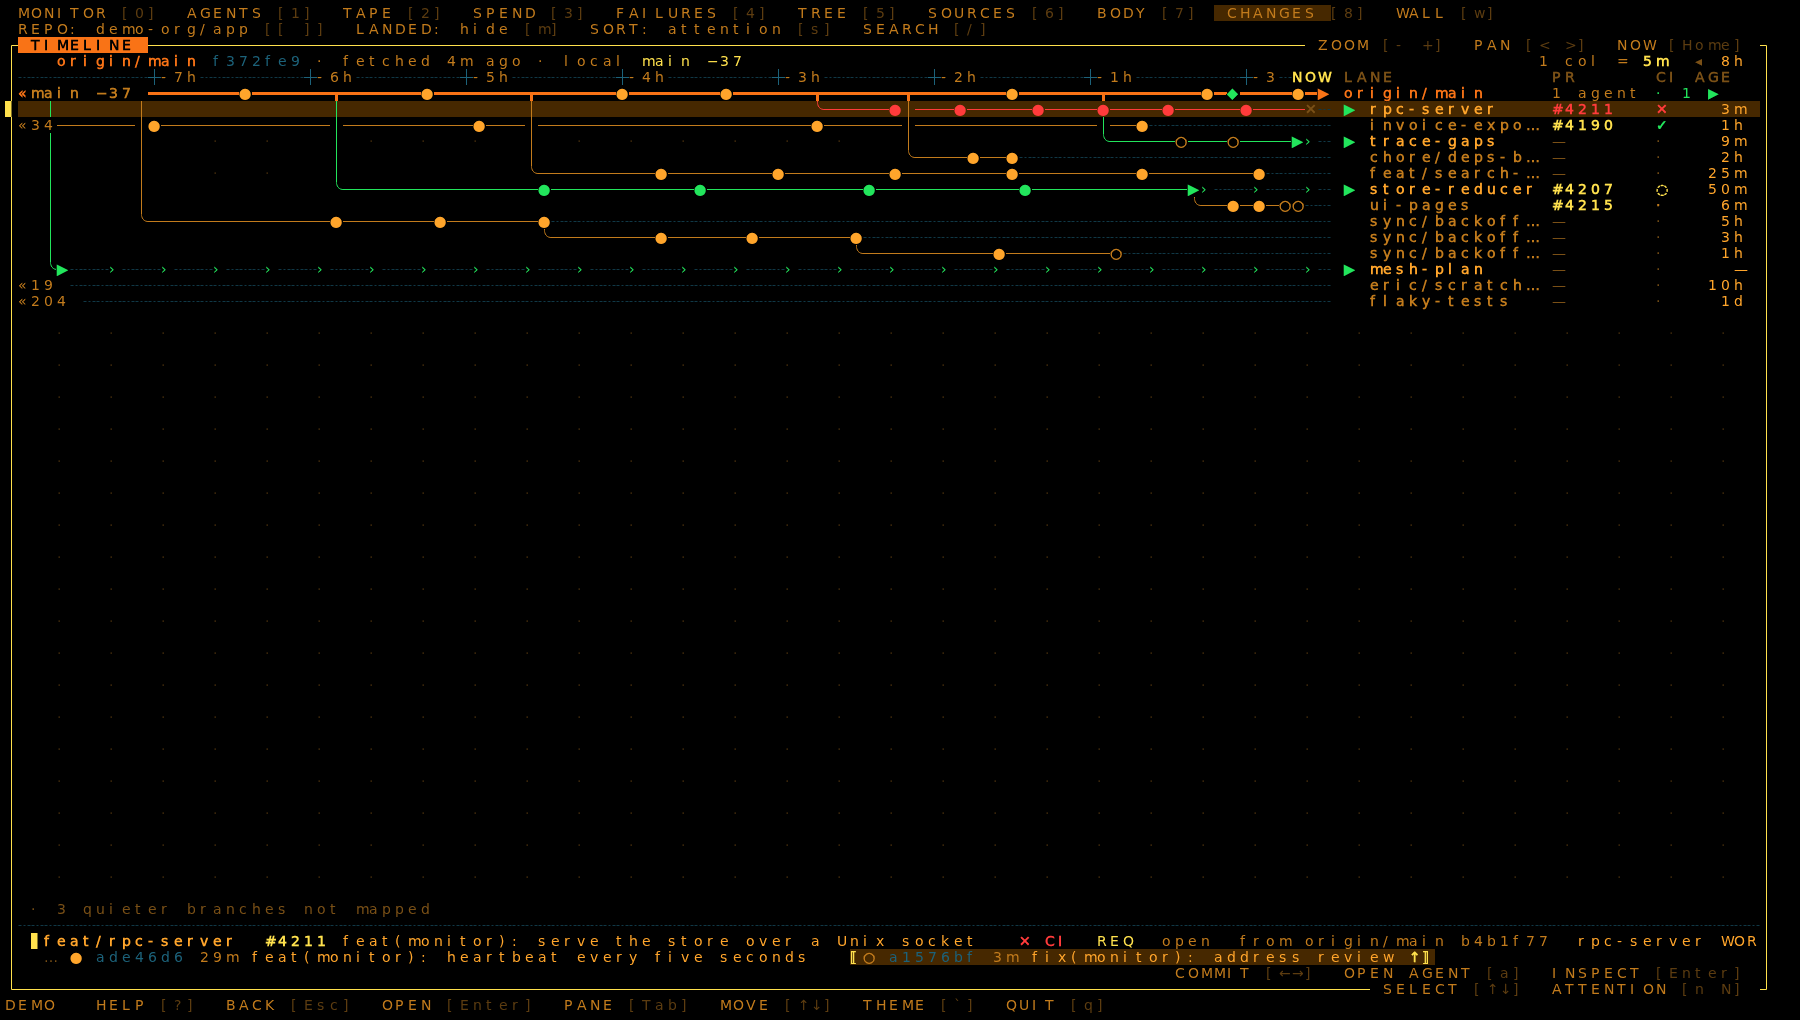 MONITOR [0] AGENTS [1] TAPE [2] SPEND [3] FAILURES [4] TREE [5] SOURCES [6] BODY [7] CHANGES [8] WALL [w]
REPO: demo-org/app [[ ]] LANDED: hide [m] SORT: attention [s] SEARCH [/]
TIMELINE ZOOM [- +] PAN [< >] NOW [Home]
origin/main f372fe9 · fetched 4m ago · local main −37 1 col = 5m ◂ 8h
7h 6h 5h 4h 3h 2h 1h 3 NOW LANE PR CI AGE
«main −37 origin/main 1 agent · 1 ▶
▶ rpc-server #4211 × 3m
«34 invoice-expo… #4190 ✓ 1h
▶ trace-gaps — · 9m
chore/deps-b… — · 2h
feat/search-… — · 25m
▶ store-reducer #4207 ◌ 50m
ui-pages #4215 · 6m
sync/backoff… — · 5h
sync/backoff… — · 3h
sync/backoff… — · 1h
▶ mesh-plan — · —
«19 eric/scratch… — · 10h
«204 flaky-tests — · 1d
· 3 quieter branches not mapped
feat/rpc-server #4211 feat(monitor): serve the store over a Unix socket × CI REQ open from origin/main b4b1f77 rpc-server WOR
… ● ade46d6 29m feat(monitor): heartbeat every five seconds [○ a1576bf 3m fix(monitor): address review ↑]
COMMIT [←→] OPEN AGENT [a] INSPECT [Enter]
SELECT [↑↓] ATTENTION [n N]
DEMO HELP [?] BACK [Esc] OPEN [Enter] PANE [Tab] MOVE [↑↓] THEME [`] QUIT [q]